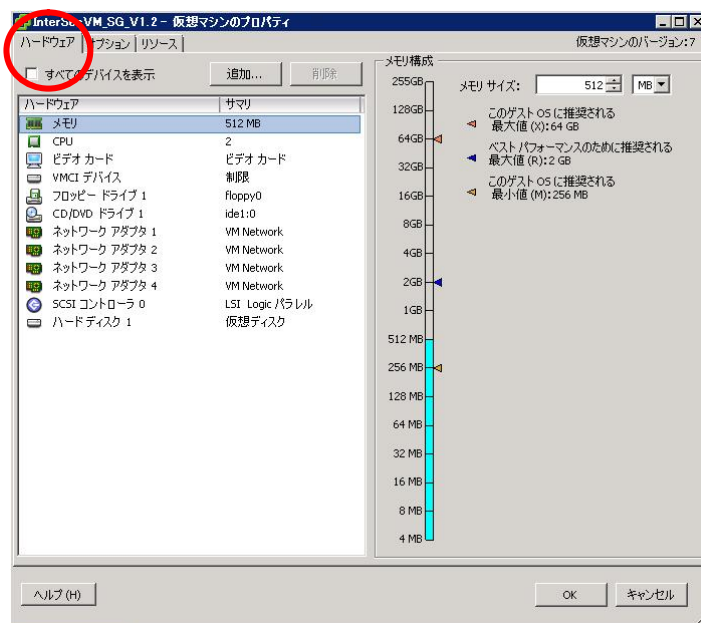 InterSecVM_SG_V1.2 - 仮想マシンのプロパティ
ハードウェア オプション リソース
仮想マシンのバージョン:7
すべてのデバイスを表示 追加... 削除
ハードウェア サマリ
メモリ 512 MB
CPU 2
ビデオ カード ビデオ カード
VMCI デバイス 制限
フロッピー ドライブ 1 floppy0
CD/DVD ドライブ 1 ide1:0
ネットワーク アダプタ 1 VM Network
ネットワーク アダプタ 2 VM Network
ネットワーク アダプタ 3 VM Network
ネットワーク アダプタ 4 VM Network
SCSI コントローラ 0 LSI Logic パラレル
ハード ディスク 1 仮想ディスク
メモリ構成
255GB
128GB
64GB
32GB
16GB
8GB
4GB
2GB
1GB
512 MB
256 MB
128 MB
64 MB
32 MB
16 MB
8 MB
4 MB
メモリ サイズ: 512 MB
このゲスト OS に推奨される
最大値 (X):64 GB
ベスト パフォーマンスのために推奨される
最大値 (R):2 GB
このゲスト OS に推奨される
最小値 (M):256 MB
ヘルプ (H) OK キャンセル